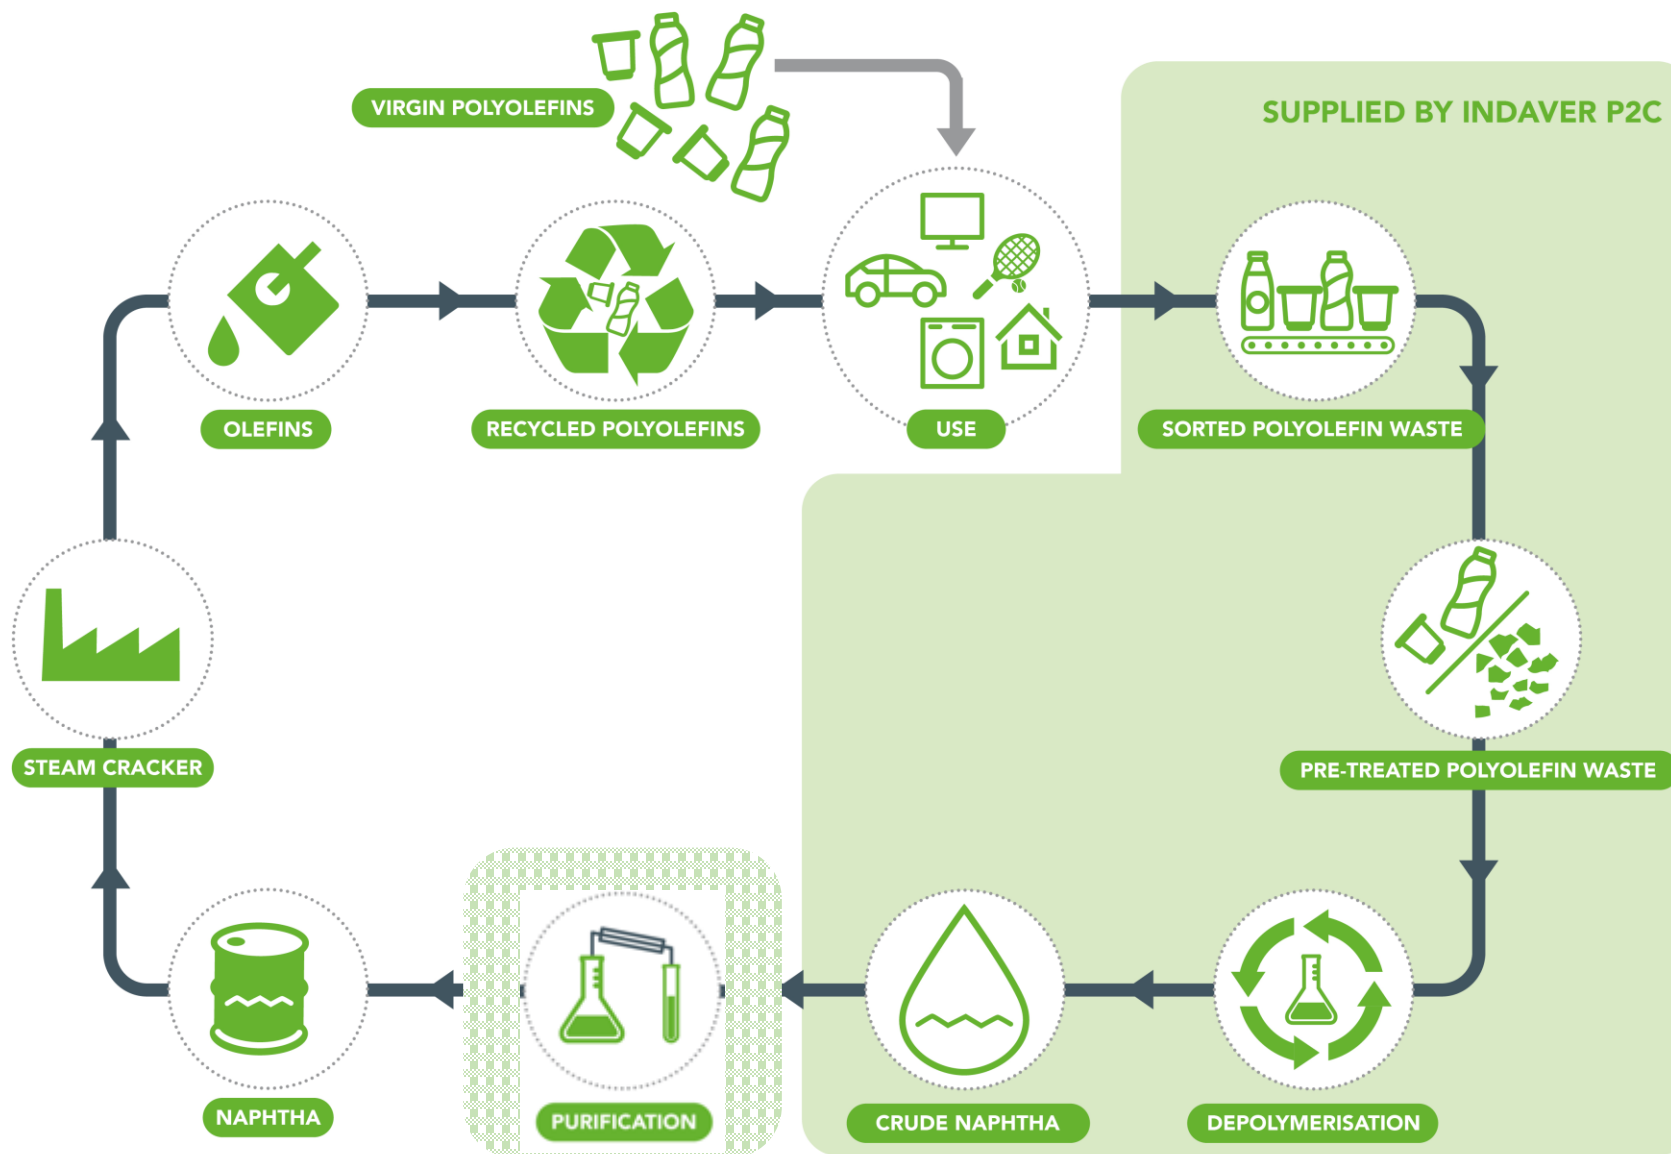 VIRGIN POLYOLEFINS
SUPPLIED BY INDAVER P2C
OLEFINS
RECYCLED POLYOLEFINS
USE
SORTED POLYOLEFIN WASTE
STEAM CRACKER
PRE-TREATED POLYOLEFIN WASTE
NAPHTHA
PURIFICATION
CRUDE NAPHTHA
DEPOLYMERISATION